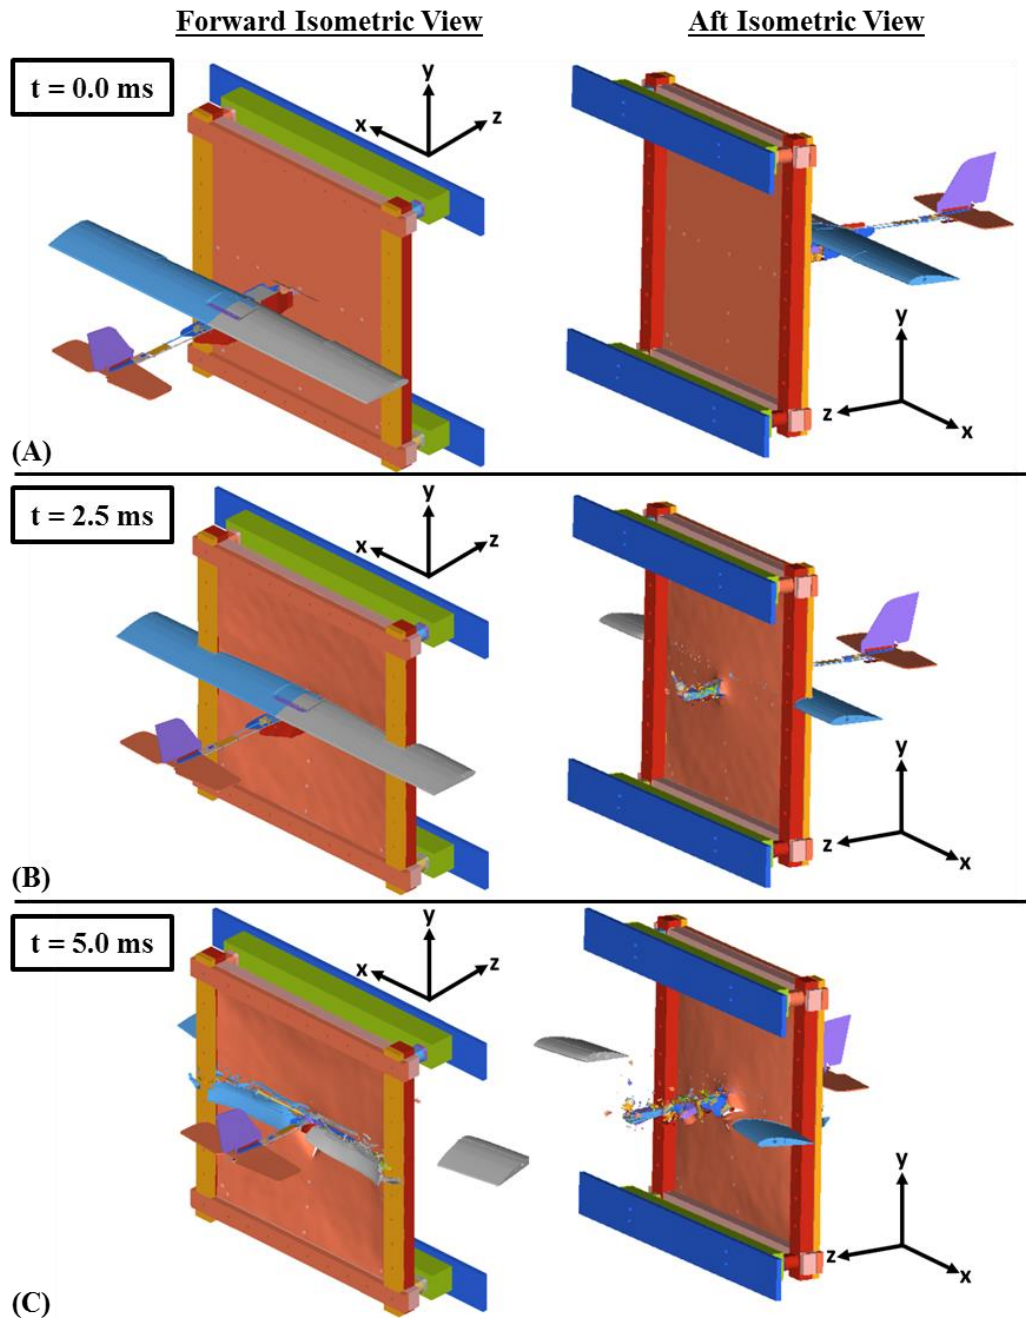 Forward Isometric View
Aft Isometric View
t = 0.0 ms
y
x
z
y
z
x
(A)
t = 2.5 ms
y
x
z
y
z
x
(B)
t = 5.0 ms
y
x
z
y
z
x
(C)